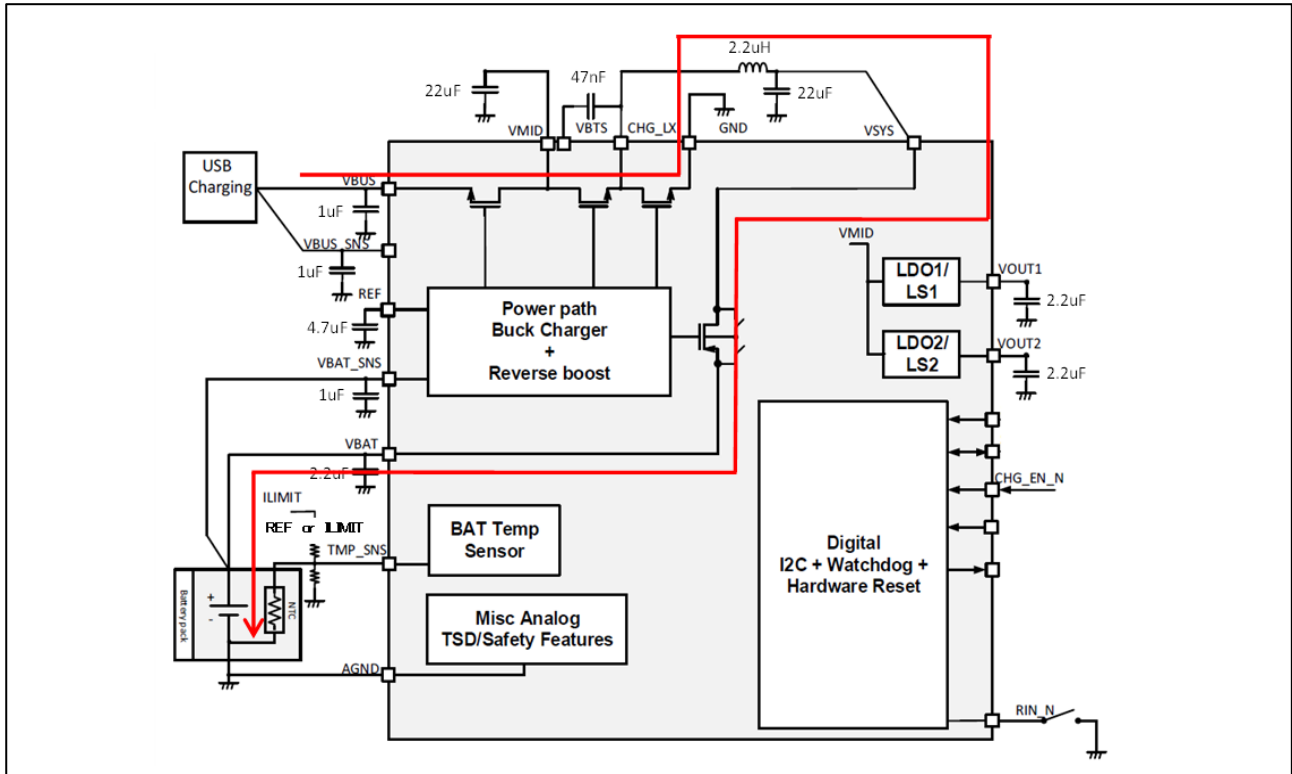 2.2uH
47nF
22uF
22uF
VMID
VBTS
CHG_LX
GND
VSYS
USB
Charging
VBUS
1uF
VBUS_SNS
1uF
REF
4.7uF
VBAT_SNS
1uF
Power path
Buck Charger
+
Reverse boost
VMID
LDO1/
LS1
VOUT1
2.2uF
LDO2/
LS2
VOUT2
2.2uF
VBAT
2.2uF
ILIMIT
REF or ILIMIT
TMP_SNS
BAT Temp
Sensor
Digital
I2C + Watchdog +
Hardware Reset
CHG_EN_N
Battery pack
+
-
NTC
Misc Analog
TSD/Safety Features
AGND
RIN_N